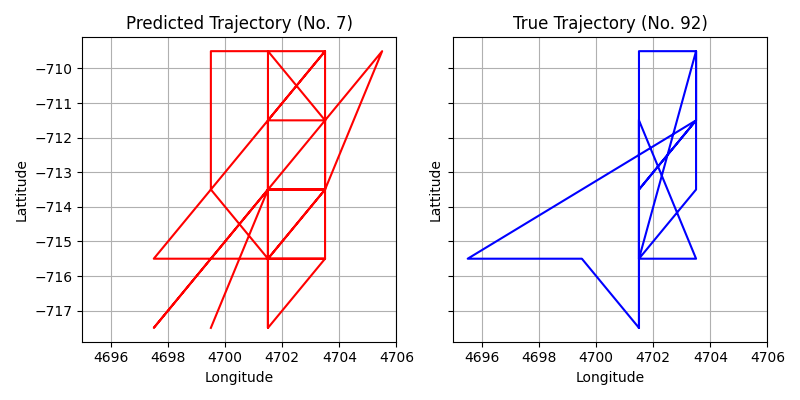 Predicted Trajectory (No. 7)
True Trajectory (No. 92)
Lattitude
−710
−711
−712
−713
−714
−715
−716
−717
4696 4698 4700 4702 4704 4706
Longitude
Lattitude
4696 4698 4700 4702 4704 4706
Longitude